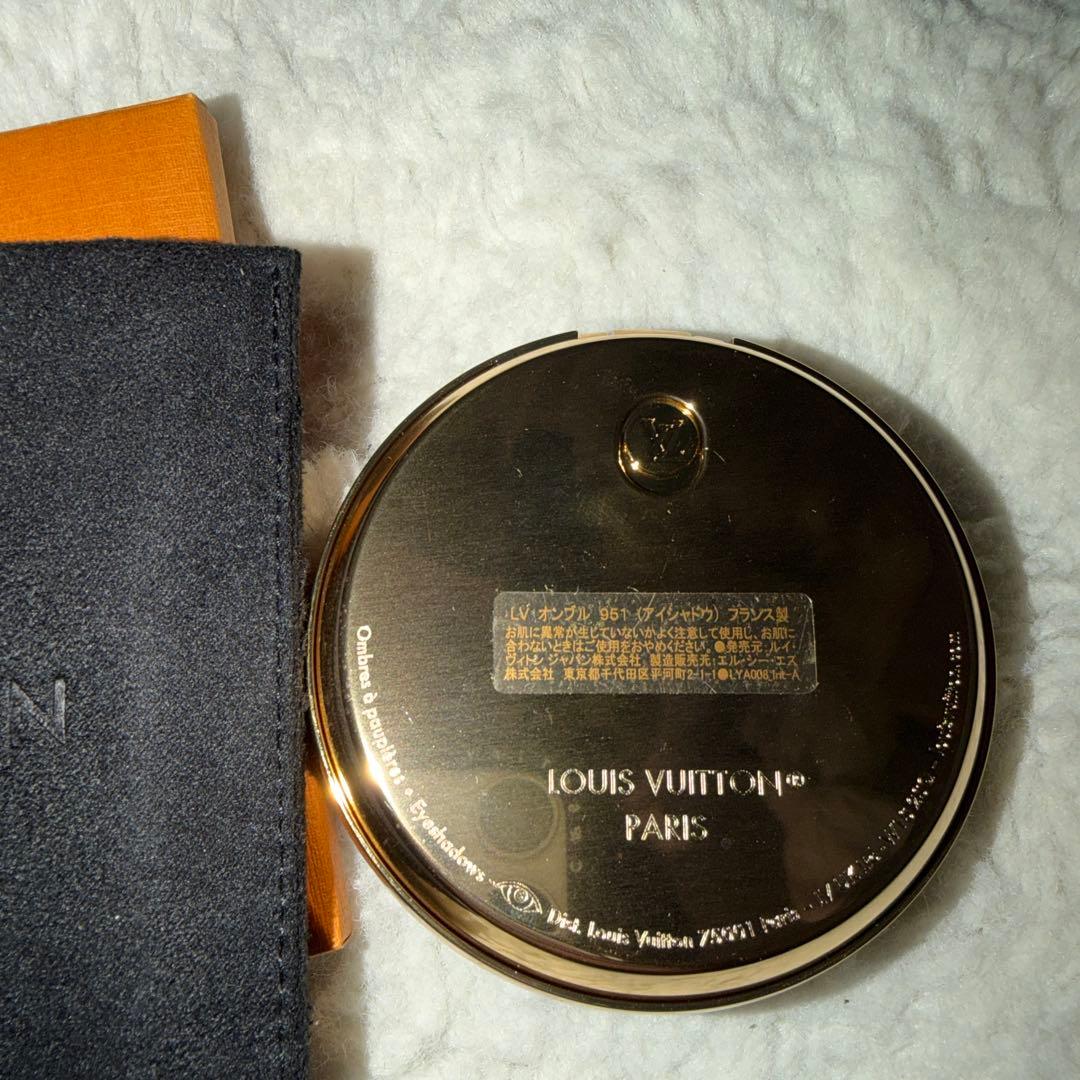 LV
LV オンブル 951 (アイシャドウ) フランス製
お肌に異常が生じていないかよく注意して使用し、お肌に
合わないときはご使用をおやめください。●発売元：ルイ・
ヴィトン ジャパン株式会社 製造販売元：エル・シー・エス
株式会社 東京都千代田区平河町2-1-1●LYA008 Int-A
LOUIS VUITTON®
PARIS
Ombres à paupières • Eyeshadows
Dist. Louis Vuitton 75001 Paris
N